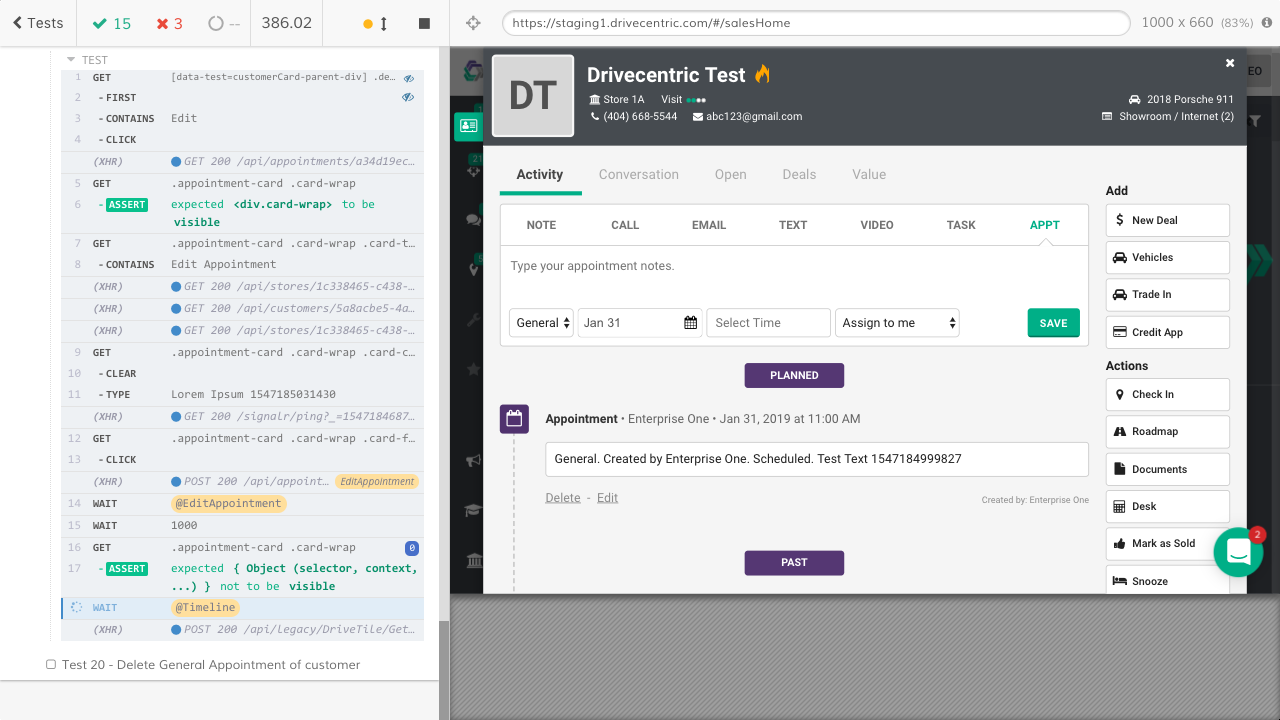 Tests
15
3
--
386.02
https://staging1.drivecentric.com/#/salesHome
1000 x 660 (83%)
TEST
1 GET [data-test=customerCard-parent-div] .de…
2 -FIRST
3 -CONTAINS Edit
4 -CLICK
(XHR) GET 200 /api/appointments/a34d19ec…
5 GET .appointment-card .card-wrap
6 -ASSERT expected <div.card-wrap> to be
visible
7 GET .appointment-card .card-wrap .card-t…
8 -CONTAINS Edit Appointment
(XHR) GET 200 /api/stores/1c338465-c438-…
(XHR) GET 200 /api/customers/5a8acbe5-4a…
(XHR) GET 200 /api/stores/1c338465-c438-…
9 GET .appointment-card .card-wrap .card-c…
10 -CLEAR
11 -TYPE Lorem Ipsum 1547185031430
(XHR) GET 200 /signalr/ping?_=1547184687…
12 GET .appointment-card .card-wrap .card-f…
13 -CLICK
(XHR) POST 200 /api/appoint… EditAppointment
14 WAIT @EditAppointment
15 WAIT 1000
16 GET .appointment-card .card-wrap 0
17 -ASSERT expected { Object (selector, context,
...) } not to be visible
WAIT @Timeline
(XHR) POST 200 /api/legacy/DriveTile/Get…
Test 20 - Delete General Appointment of customer
DT
Drivecentric Test
Store 1A Visit
(404) 668-5544 abc123@gmail.com
2018 Porsche 911
Showroom / Internet (2)
EO
21
Activity Conversation Open Deals Value
NOTE CALL EMAIL TEXT VIDEO TASK APPT
Type your appointment notes.
General Jan 31 Select Time Assign to me SAVE
PLANNED
Appointment • Enterprise One • Jan 31, 2019 at 11:00 AM
General. Created by Enterprise One. Scheduled. Test Text 1547184999827
Delete - Edit Created by: Enterprise One
PAST
Add
New Deal
Vehicles
Trade In
Credit App
Actions
Check In
Roadmap
Documents
Desk
Mark as Sold
Snooze
2